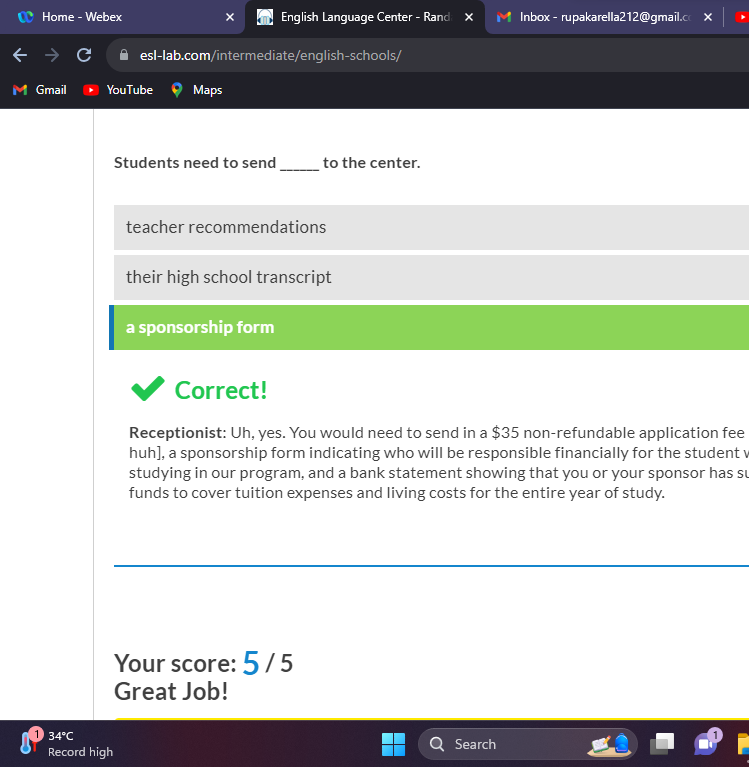 Home - Webex
English Language Center - Rand
Inbox - rupakarella212@gmail.c
esl-lab.com/intermediate/english-schools/
Gmail YouTube Maps
Students need to send ______ to the center.
teacher recommendations
their high school transcript
a sponsorship form
Correct!
Receptionist: Uh, yes. You would need to send in a $35 non-refundable application fee
huh], a sponsorship form indicating who will be responsible financially for the student w
studying in our program, and a bank statement showing that you or your sponsor has su
funds to cover tuition expenses and living costs for the entire year of study.
Your score: 5 / 5
Great Job!
1
34°C
Record high
Search
1